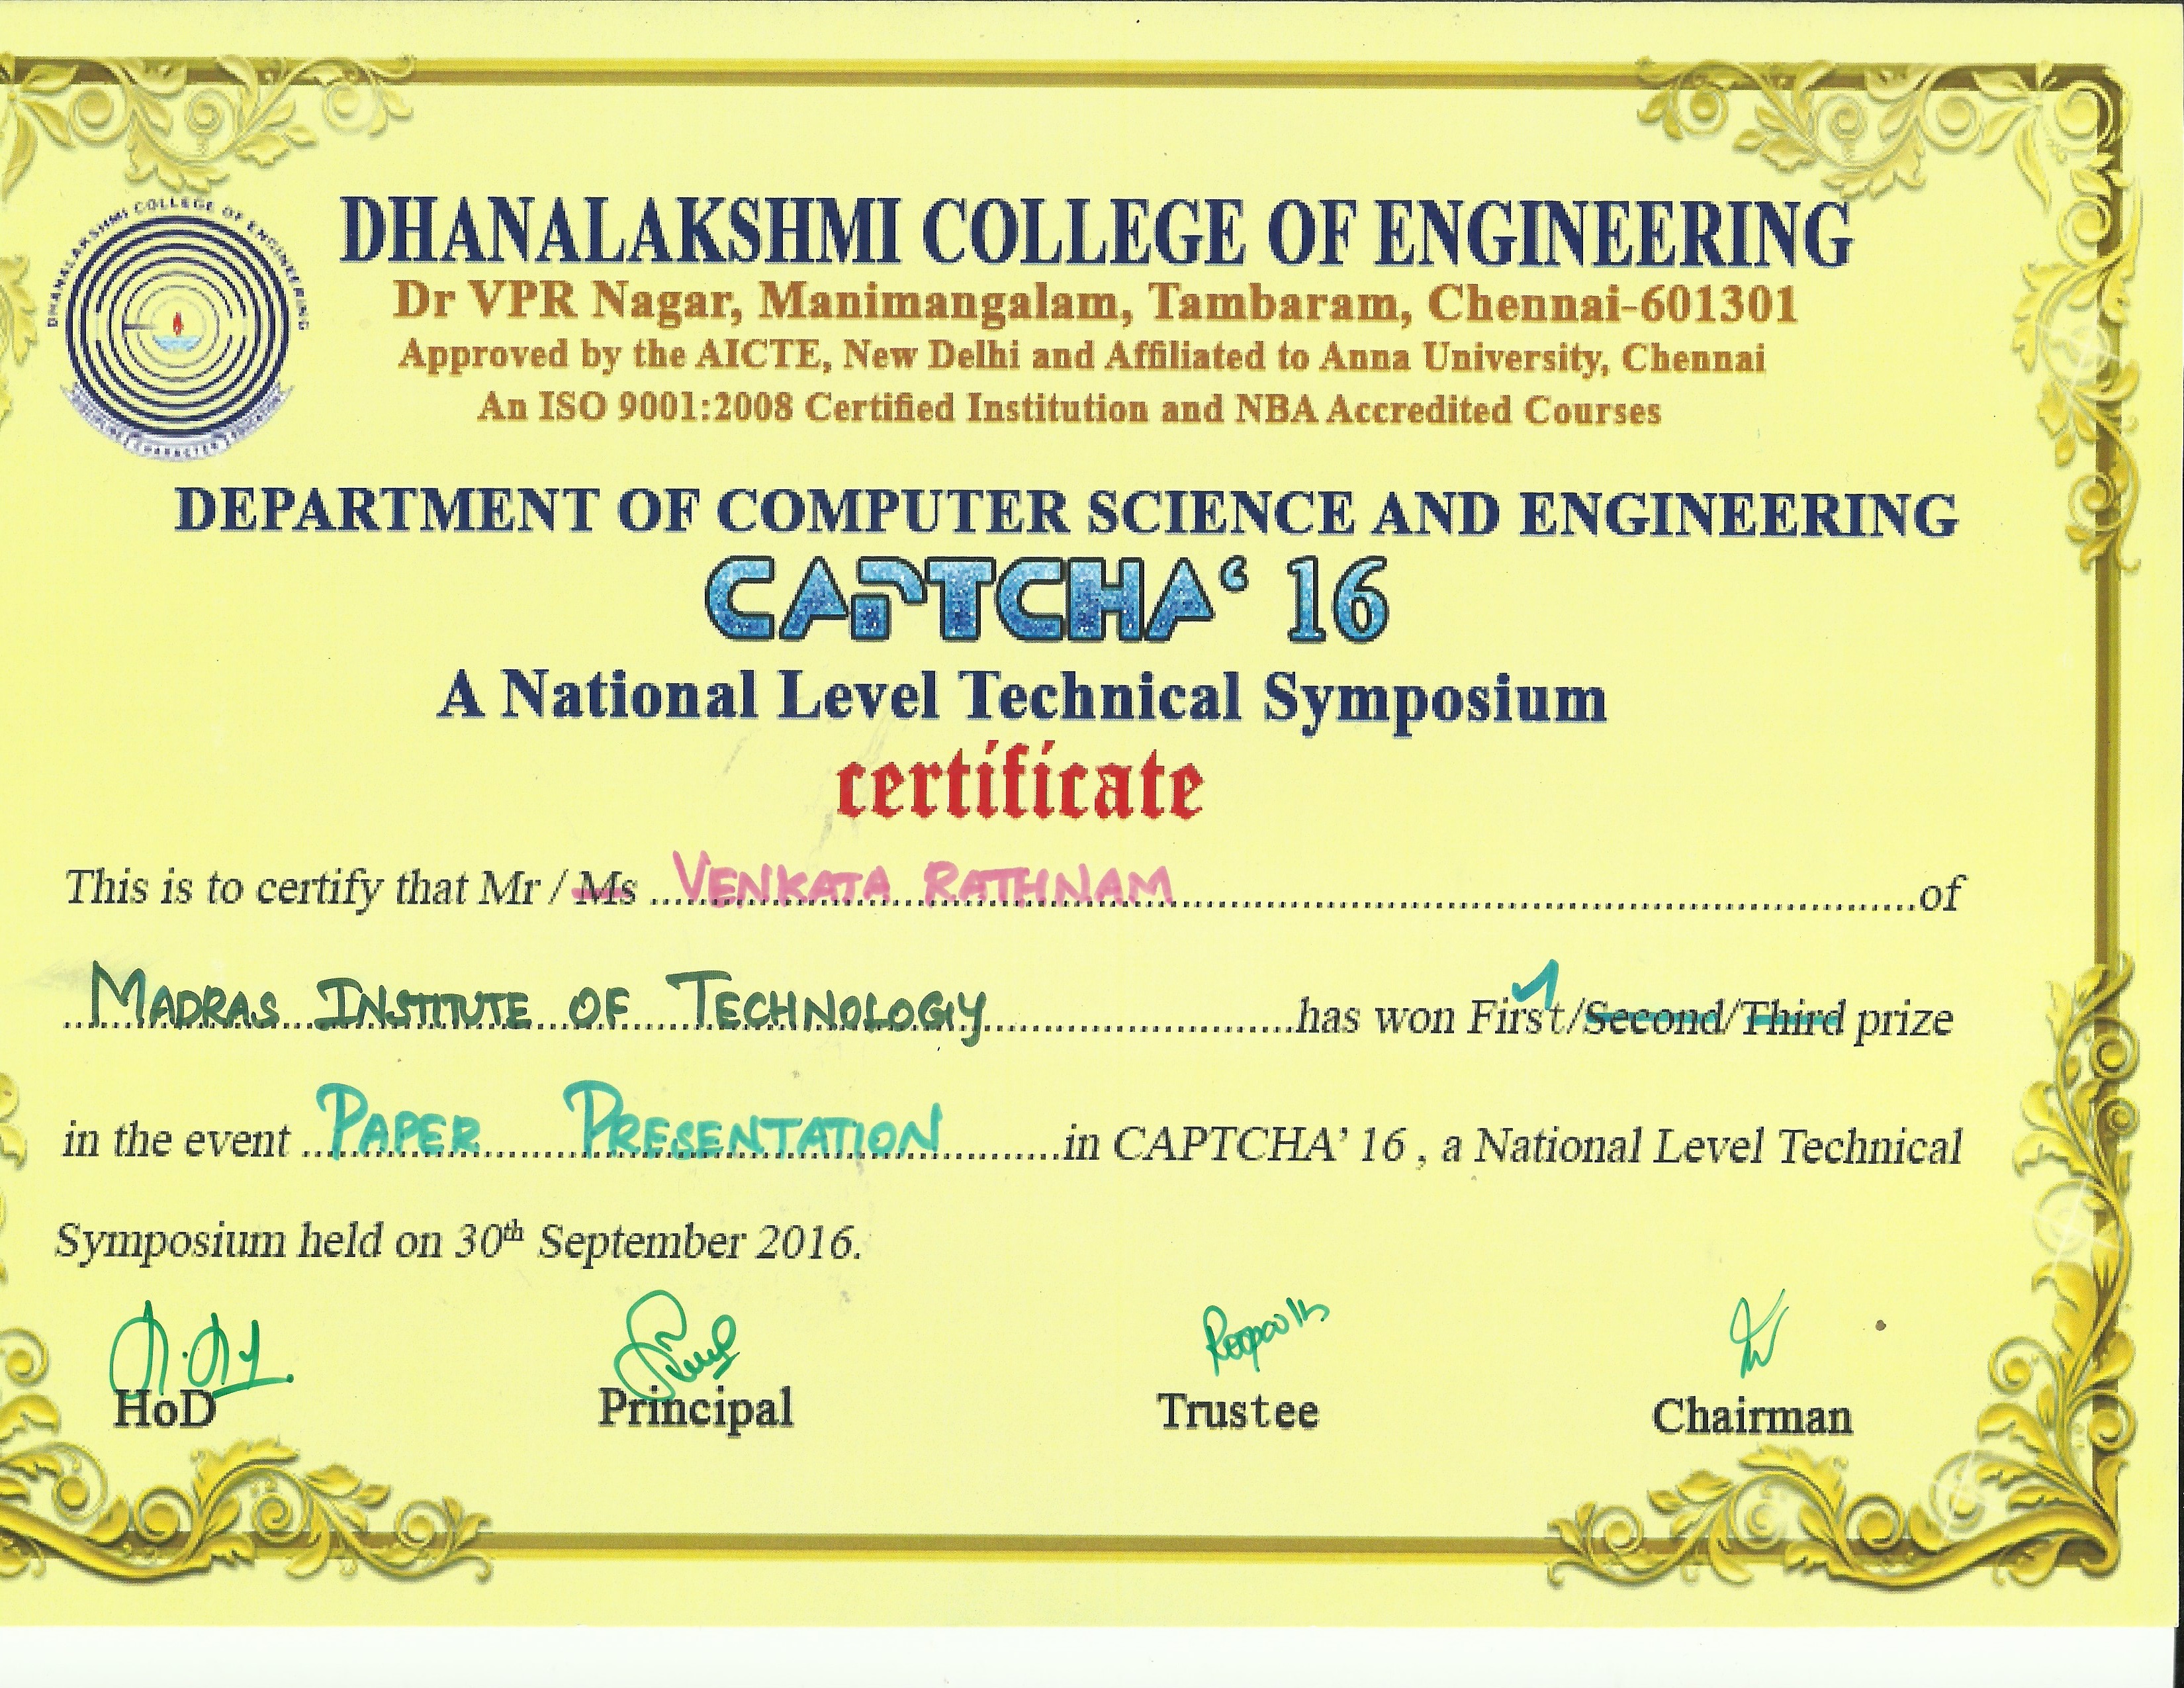 DHANALAKSHMI COLLEGE OF ENGINEERING
DHANALAKSHMI COLLEGE OF ENGINEERING
Dr VPR Nagar, Manimangalam, Tambaram, Chennai-601301
Approved by the AICTE, New Delhi and Affiliated to Anna University, Chennai
An ISO 9001:2008 Certified Institution and NBA Accredited Courses
CHARACTER
DEPARTMENT OF COMPUTER SCIENCE AND ENGINEERING
CAPTCHA‘ 16
A National Level Technical Symposium
certificate
This is to certify that Mr / Ms VENKATA RATHNAM of
MADRAS INSTITUTE OF TECHNOLOGY has won First/Second/Third prize
in the event PAPER PRESENTATION in CAPTCHA’ 16 , a National Level Technical
Symposium held on 30th September 2016.
HoD Principal Trustee Chairman